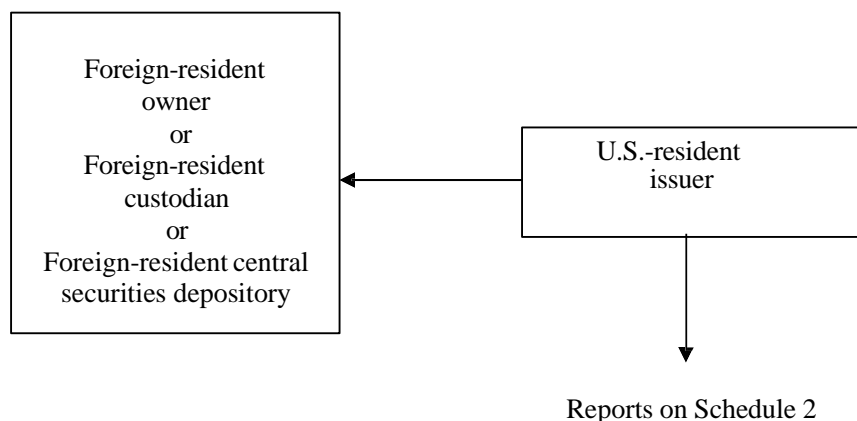 Foreign-resident
owner
or
Foreign-resident
custodian
or
Foreign-resident central
securities depository
U.S.-resident
issuer
Reports on Schedule 2